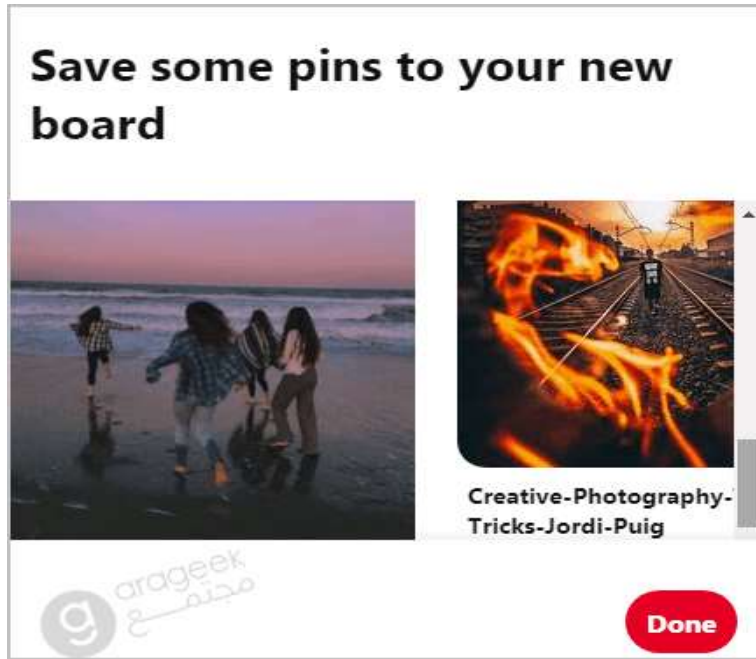 Save some pins to your new
board
Creative-Photography-
Tricks-Jordi-Puig
arageek
مجتمع
Done